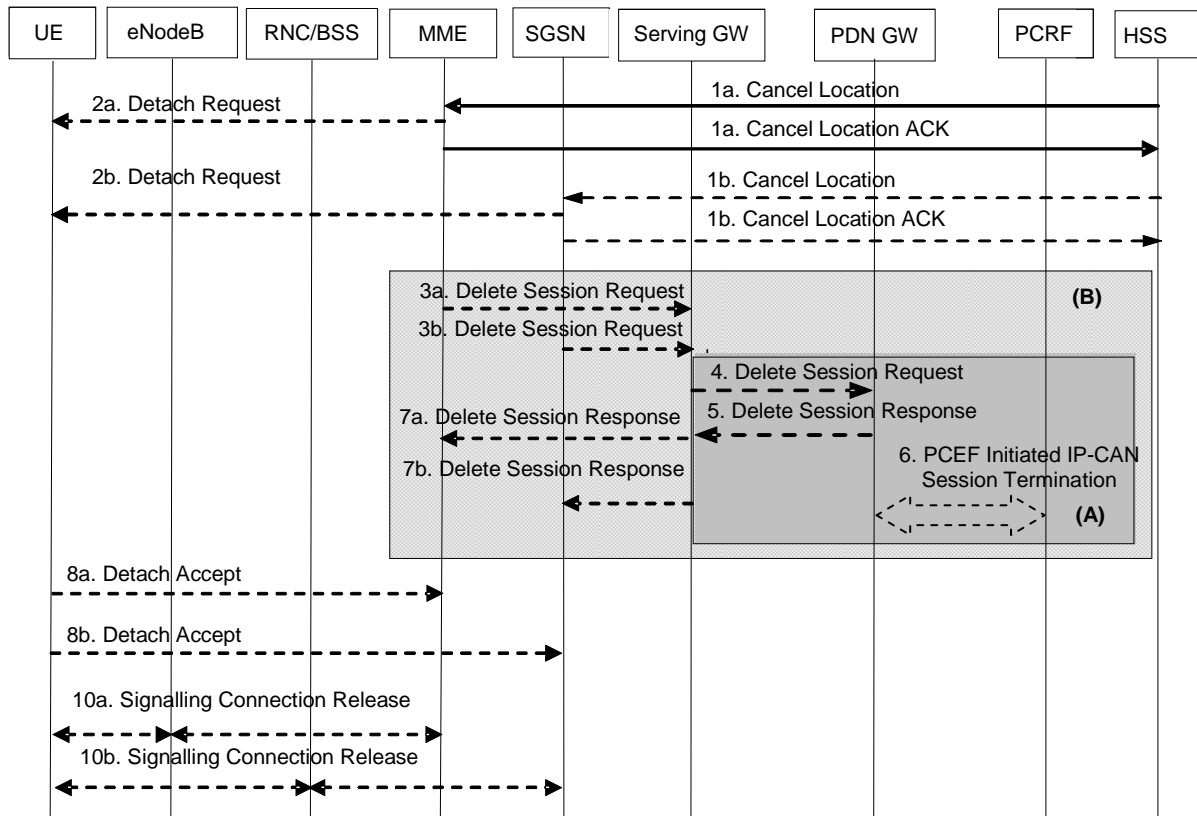 UE
eNodeB
RNC/BSS
MME
SGSN
Serving GW
PDN GW
PCRF
HSS
2a. Detach Request
1a. Cancel Location
1a. Cancel Location ACK
2b. Detach Request
1b. Cancel Location
1b. Cancel Location ACK
3a. Delete Session Request
(B)
3b. Delete Session Request
4. Delete Session Request
7a. Delete Session Response
5. Delete Session Response
7b. Delete Session Response
6. PCEF Initiated IP-CAN
Session Termination
(A)
8a. Detach Accept
8b. Detach Accept
10a. Signalling Connection Release
10b. Signalling Connection Release